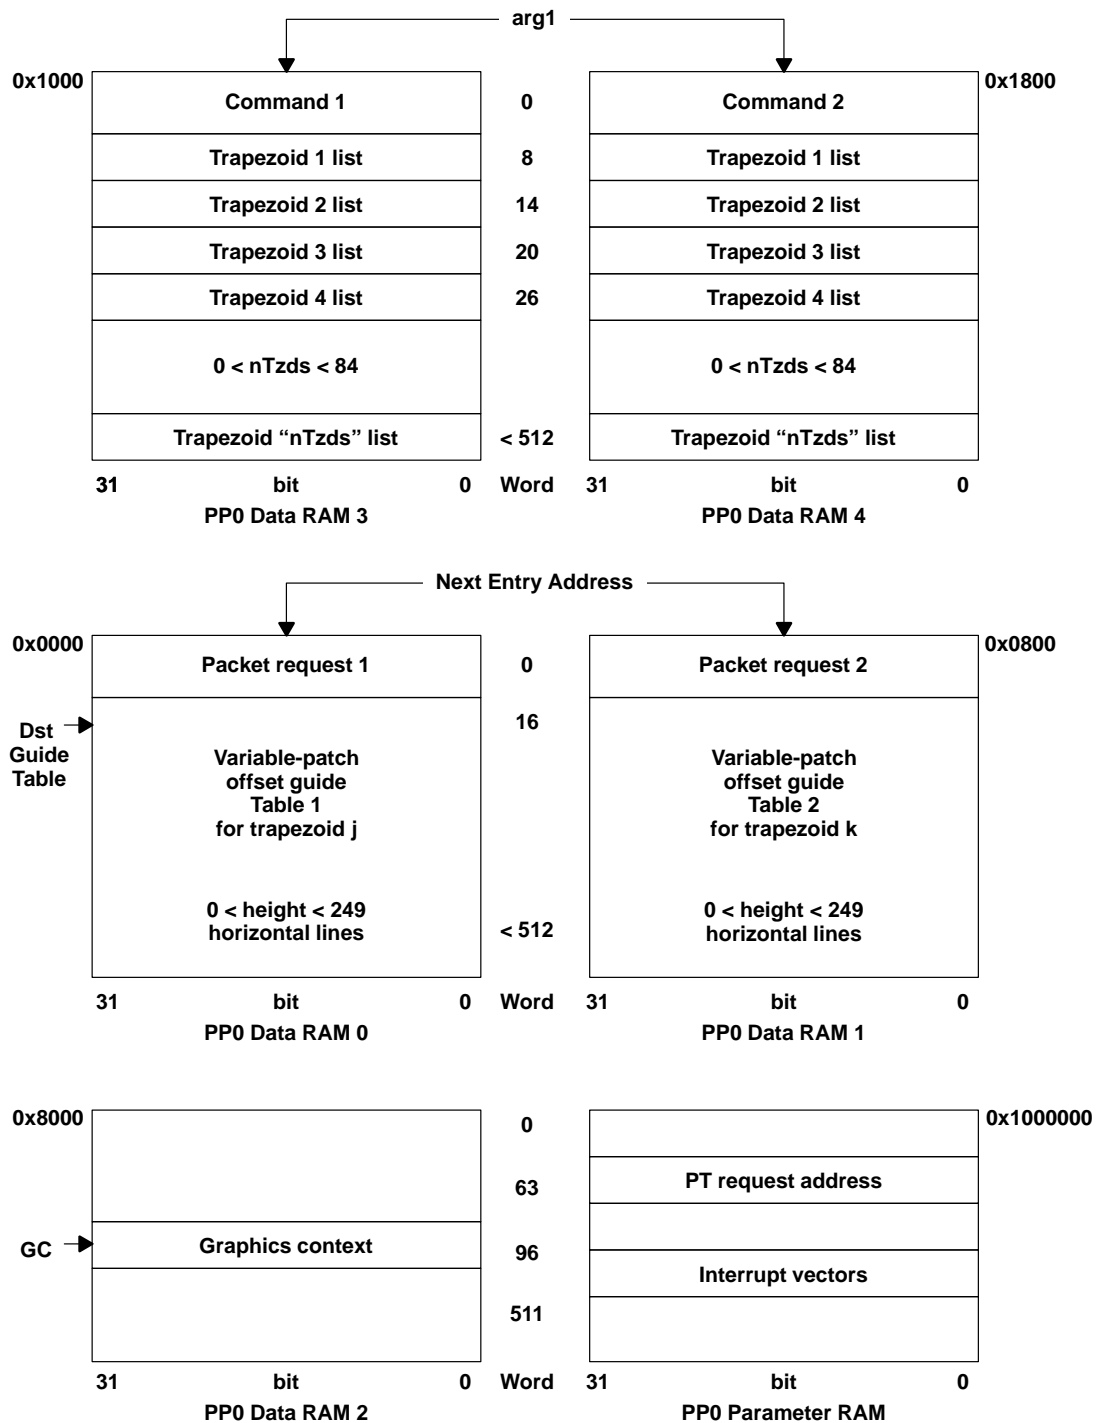 arg1
0x1000
0x1800
Command 1
0
Command 2
Trapezoid 1 list
8
Trapezoid 1 list
Trapezoid 2 list
14
Trapezoid 2 list
Trapezoid 3 list
20
Trapezoid 3 list
Trapezoid 4 list
26
Trapezoid 4 list
0 < nTzds < 84
0 < nTzds < 84
Trapezoid “nTzds” list
< 512
Trapezoid “nTzds” list
31 bit 0 Word 31 bit 0
PP0 Data RAM 3
PP0 Data RAM 4
Next Entry Address
0x0000
0x0800
Packet request 1
0
Packet request 2
Dst
Guide
Table
16
Variable-patch
offset guide
Table 1
for trapezoid j
Variable-patch
offset guide
Table 2
for trapezoid k
0 < height < 249
horizontal lines
< 512
0 < height < 249
horizontal lines
31 bit 0 Word 31 bit 0
PP0 Data RAM 0
PP0 Data RAM 1
0x8000
0
0x1000000
63
PT request address
GC
Graphics context
96
Interrupt vectors
511
31 bit 0 Word 31 bit 0
PP0 Data RAM 2
PP0 Parameter RAM